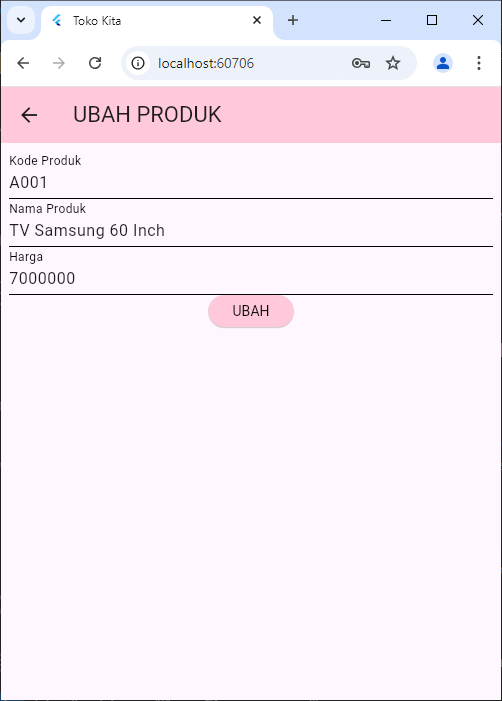 Toko Kita
localhost:60706
UBAH PRODUK
Kode Produk
A001
Nama Produk
TV Samsung 60 Inch
Harga
7000000
UBAH